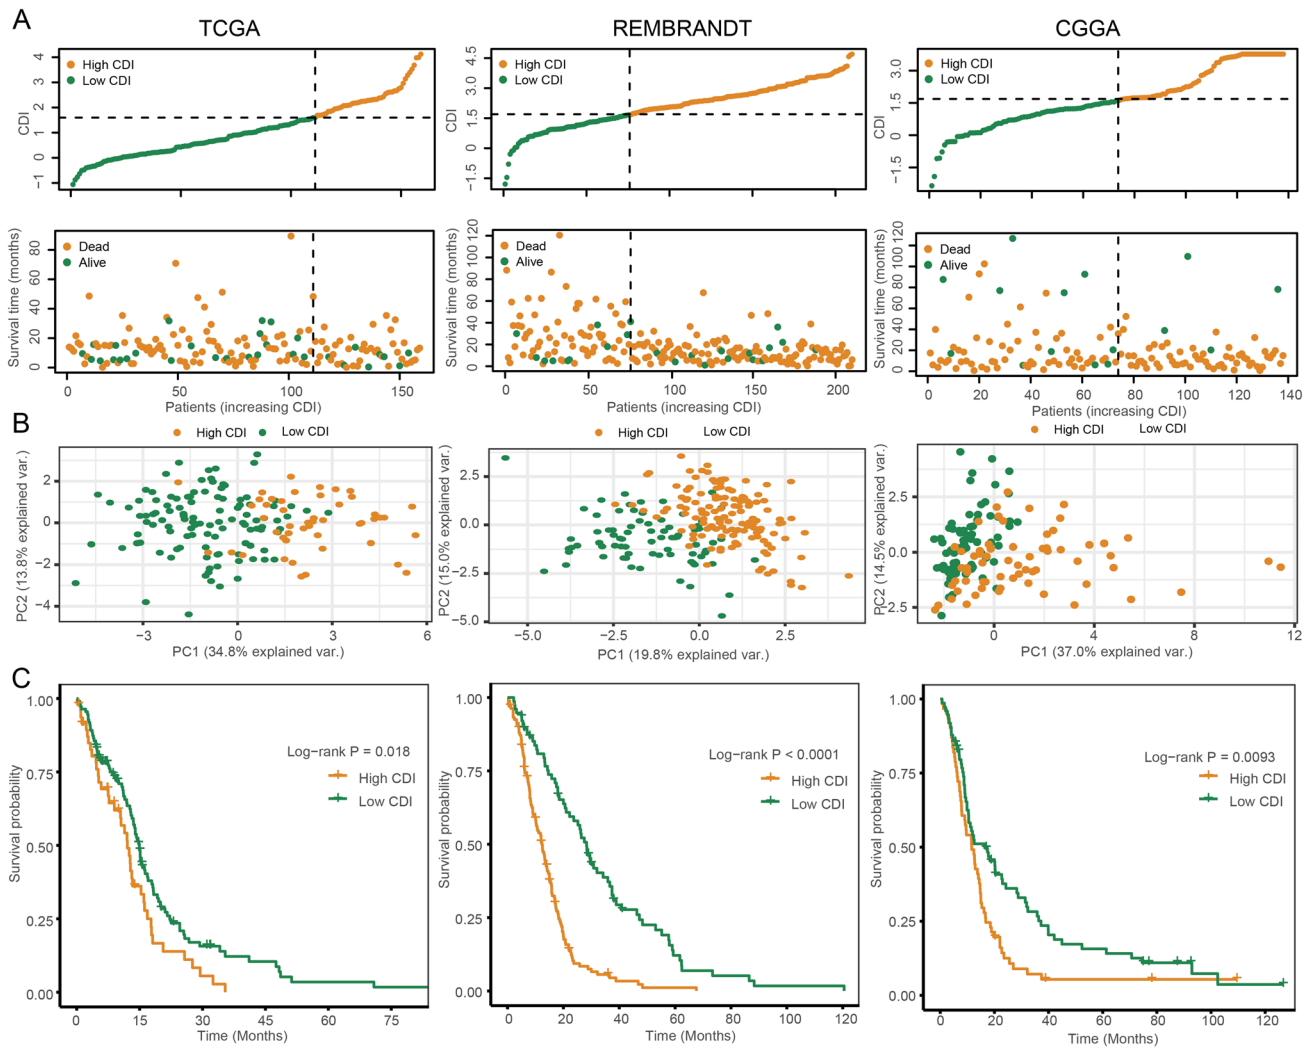 A
TCGA
REMBRANDT
CGGA
High CDI
Low CDI
CDI
4
3
2
1
0
−1
High CDI
Low CDI
CDI
4.5
3.0
1.5
0
−1.5
High CDI
Low CDI
CDI
3.0
1.5
0
−1.5
Dead
Alive
Survival time (months)
80
60
40
20
0
0
50
100
150
Patients (increasing CDI)
Dead
Alive
Survival time (months)
120
100
80
60
40
20
0
0
50
100
150
200
Patients (increasing CDI)
Dead
Alive
Survival time (months)
120
100
80
60
40
20
0
0
20
40
60
80
100
120
140
Patients (increasing CDI)
B
High CDI
Low CDI
PC2 (13.8% explained var.)
2
0
−2
−4
−3
0
3
6
PC1 (34.8% explained var.)
High CDI
Low CDI
PC2 (15.0% explained var.)
2.5
0.0
−2.5
−5.0
−5.0
−2.5
0.0
2.5
PC1 (19.8% explained var.)
High CDI
Low CDI
PC2 (14.5% explained var.)
2.5
0.0
−2.5
0
4
8
12
PC1 (37.0% explained var.)
C
Survival probability
1.00
0.75
0.50
0.25
0.00
Log−rank P = 0.018
High CDI
Low CDI
0
15
30
45
60
75
Time (Months)
Survival probability
1.00
0.75
0.50
0.25
0.00
Log−rank P < 0.0001
High CDI
Low CDI
0
20
40
60
80
100
120
Time (Months)
Survival probability
1.00
0.75
0.50
0.25
0.00
Log−rank P = 0.0093
High CDI
Low CDI
0
20
40
60
80
100
120
Time (Months)